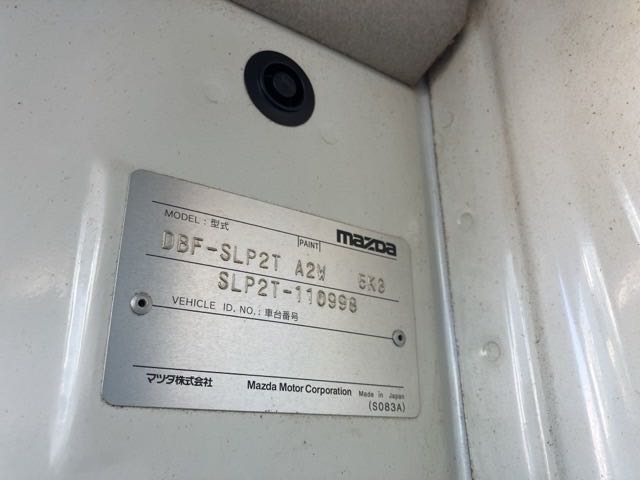 MODEL : 型式
PAINT
mazda
DBF-SLP2T A2W 5K3
SLP2T-110998
VEHICLE ID. NO. : 車台番号
マツダ株式会社 Mazda Motor Corporation Made in Japan
(S083A)